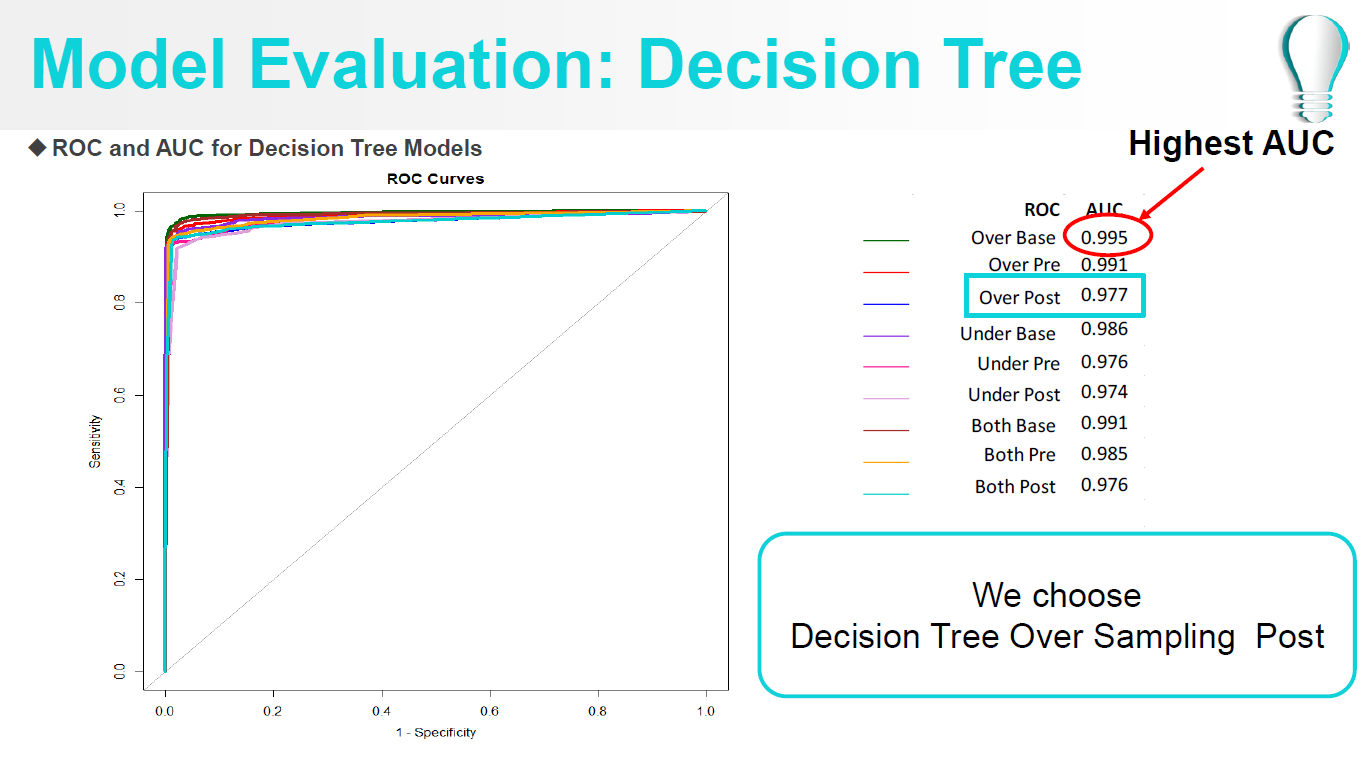 Model Evaluation: Decision Tree
◆ ROC and AUC for Decision Tree Models
Highest AUC
ROC Curves
Sensitivity
0.0 0.2 0.4 0.6 0.8 1.0
0.0 0.2 0.4 0.6 0.8 1.0
1 - Specificity
ROC AUC
Over Base 0.995
Over Pre 0.991
Over Post 0.977
Under Base 0.986
Under Pre 0.976
Under Post 0.974
Both Base 0.991
Both Pre 0.985
Both Post 0.976
We choose
Decision Tree Over Sampling Post